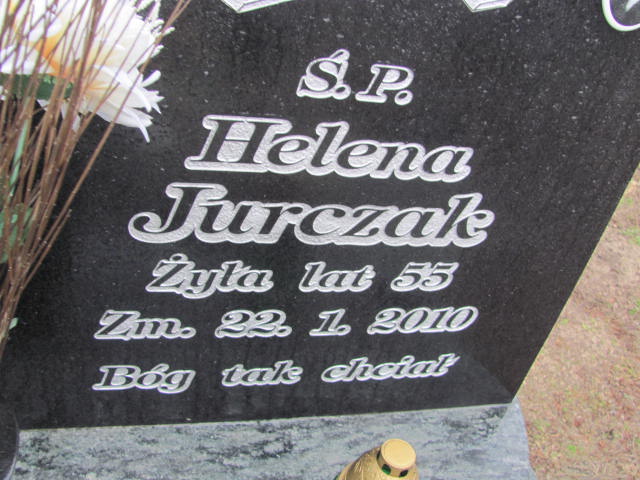 Ś.P.
Helena
Jurczak
Żyła lat 55
Zm. 22. 1. 2010
Bóg tak chciał